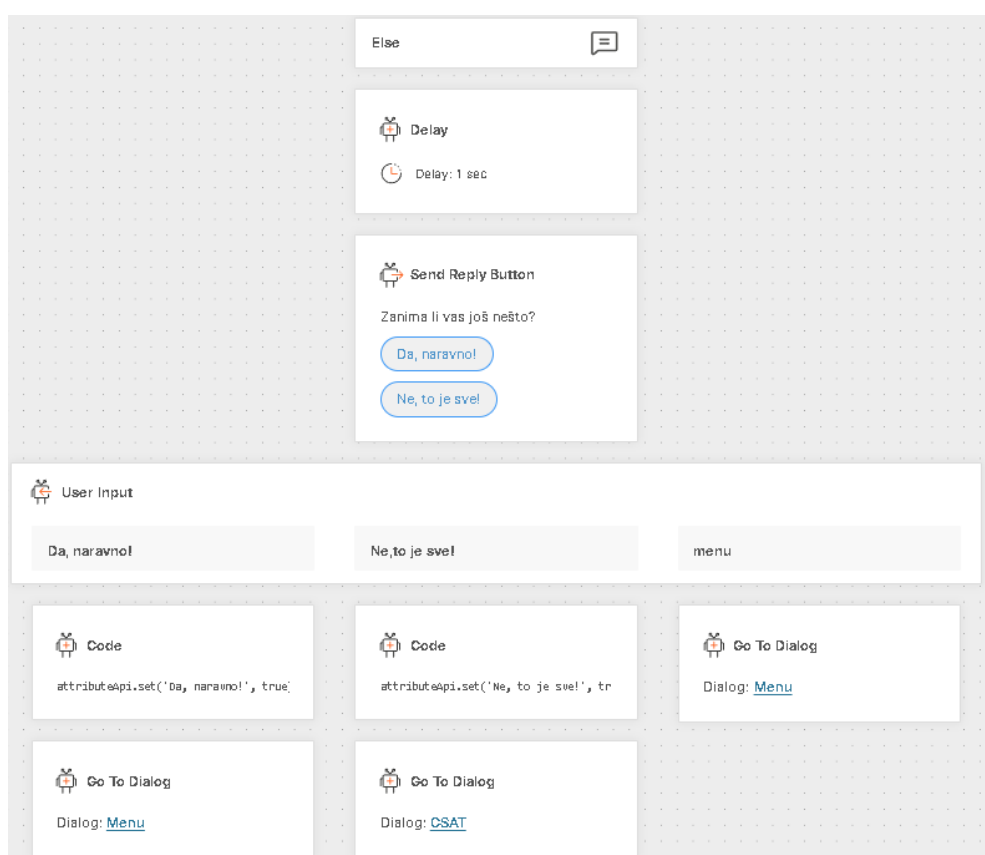 Else
Delay
Delay: 1 sec
Send Reply Button
Zanima li vas još nešto?
Da, naravno!
Ne, to je sve!
User Input
Da, naravno!
Ne,to je sve!
menu
Code
attributeApi.set('Da, naravno!', true)
Go To Dialog
Dialog: Menu
Code
attributeApi.set('Ne, to je sve!', tr
Go To Dialog
Dialog: CSAT
Go To Dialog
Dialog: Menu